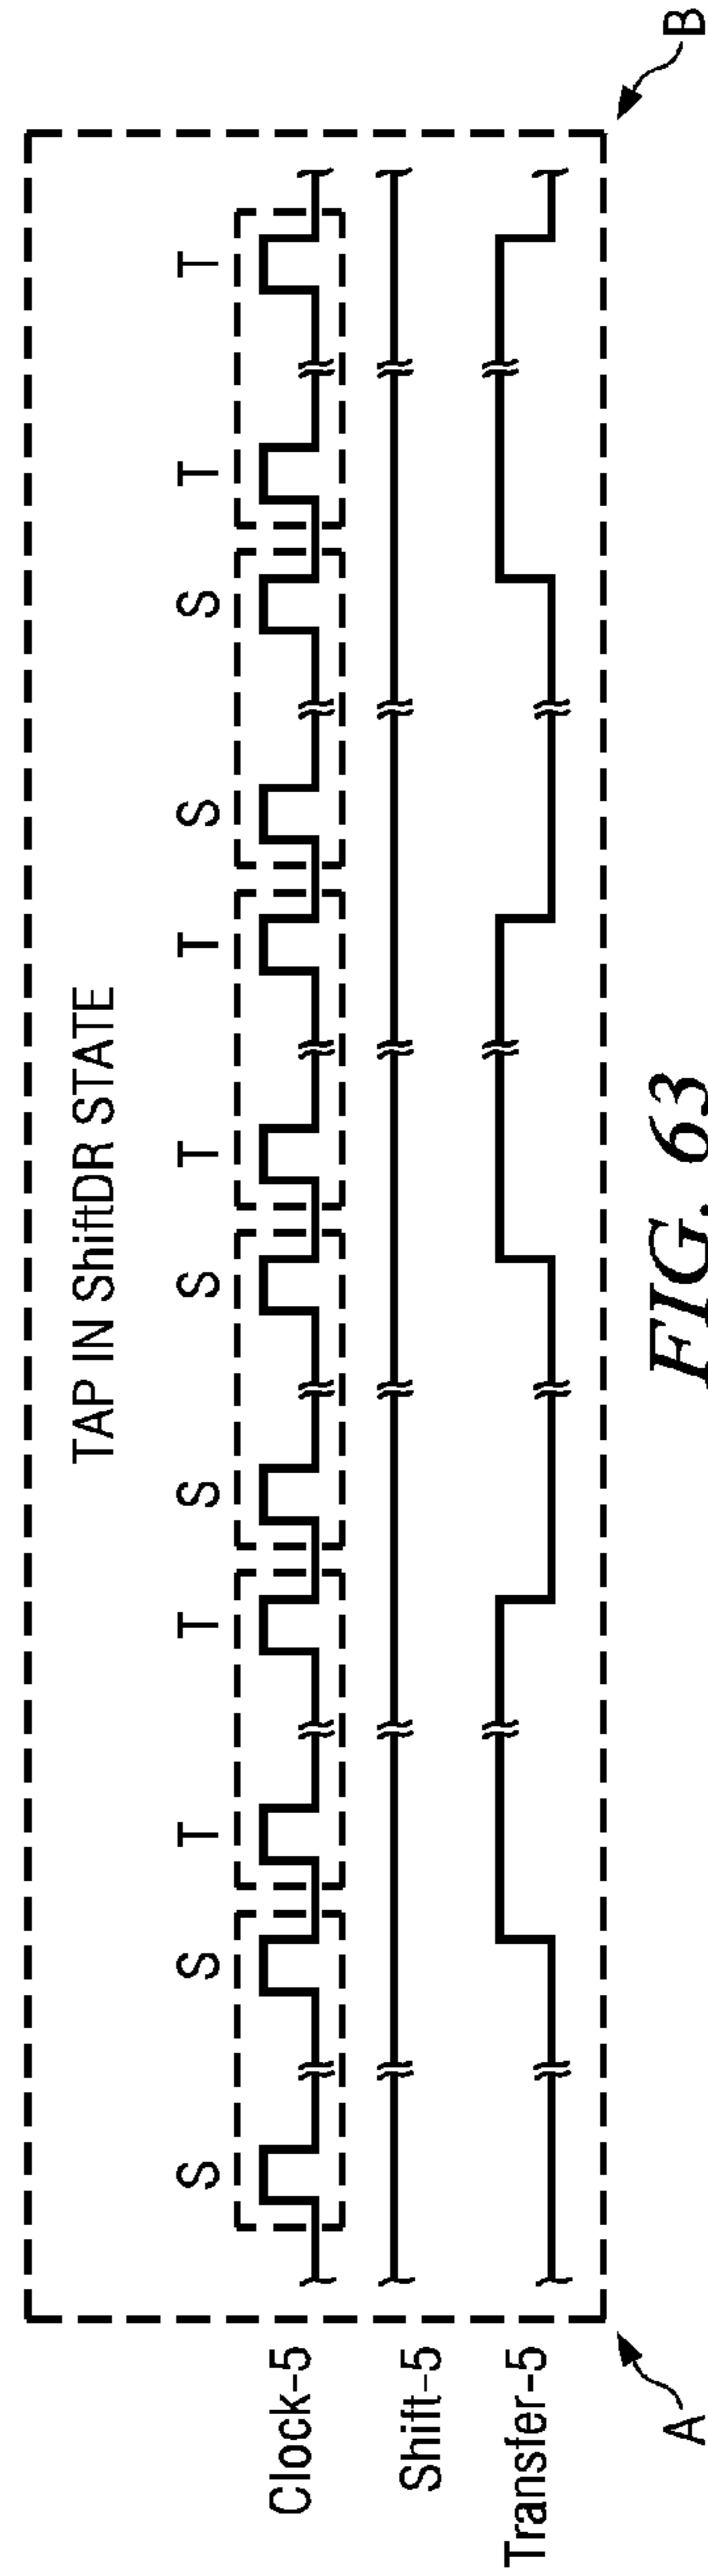 TAP IN ShiftDR STATE
S S T T S S T T S S T T
Clock-5
Shift-5
Transfer-5
A
B
FIG. 63